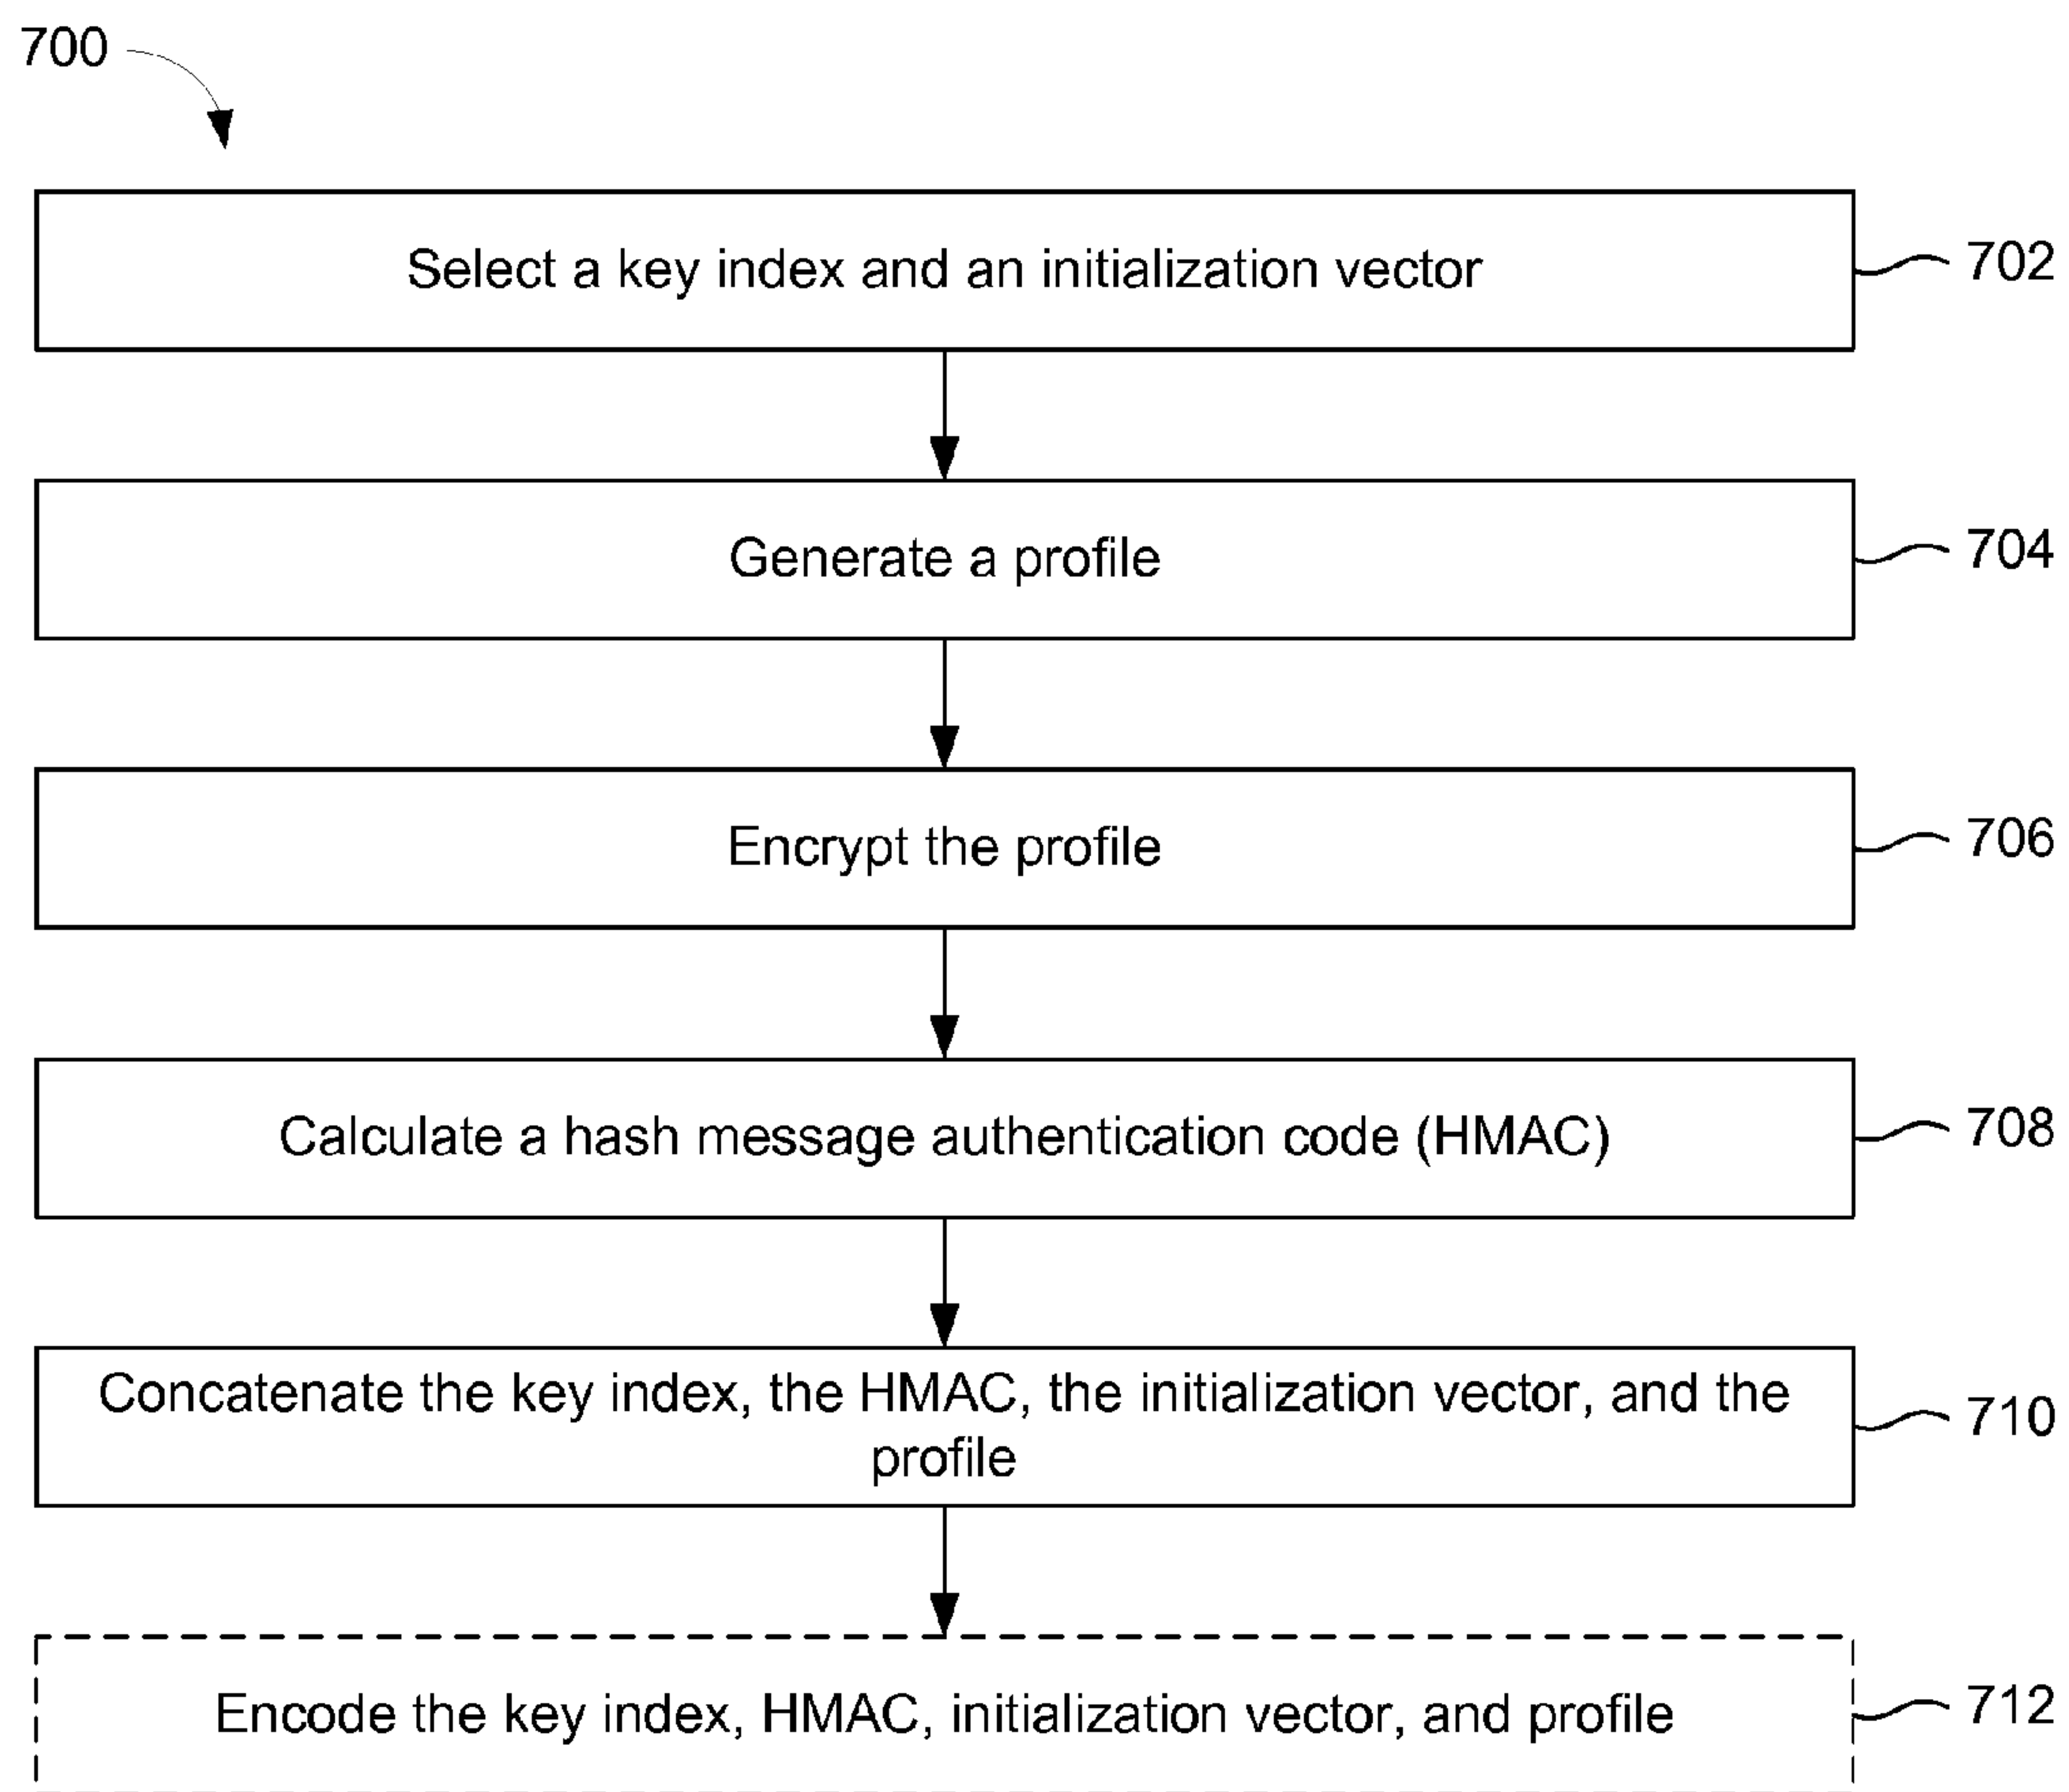 700
Select a key index and an initialization vector
702
Generate a profile
704
Encrypt the profile
706
Calculate a hash message authentication code (HMAC)
708
Concatenate the key index, the HMAC, the initialization vector, and the
profile
710
Encode the key index, HMAC, initialization vector, and profile
712